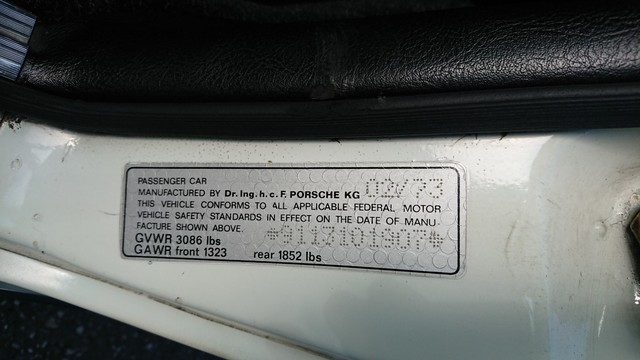 PASSENGER CAR
MANUFACTURED BY Dr. Ing. h. c. F. PORSCHE KG 02/73
THIS VEHICLE CONFORMS TO ALL APPLICABLE FEDERAL MOTOR
VEHICLE SAFETY STANDARDS IN EFFECT ON THE DATE OF MANU-
FACTURE SHOWN ABOVE. *9113101807*
GVWR 3086 lbs
GAWR front 1323 rear 1852 lbs